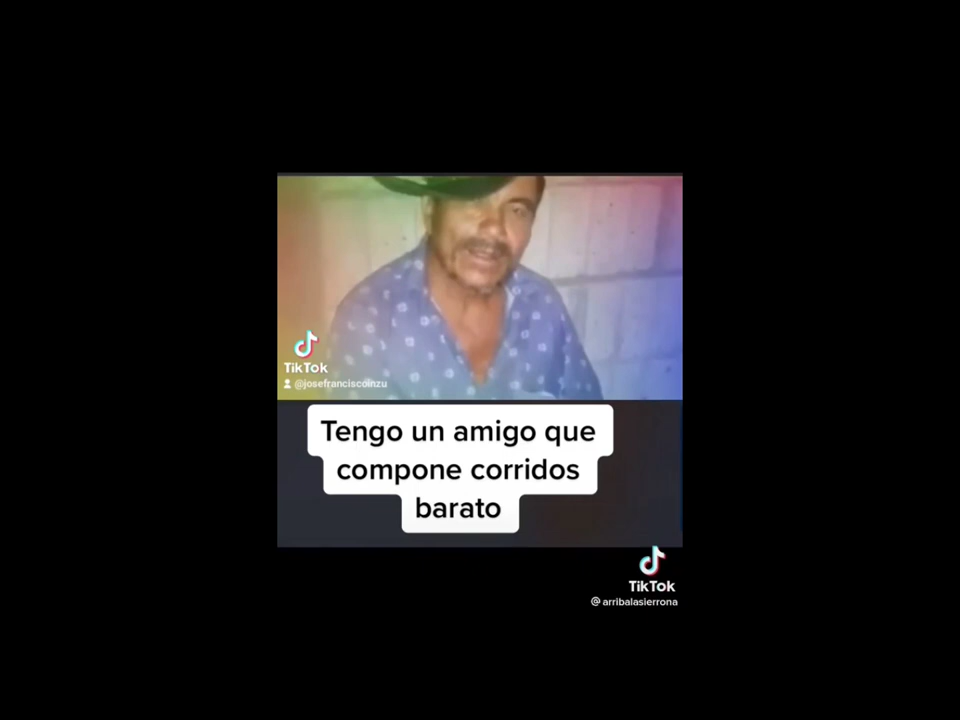 TikTok
@josefranciscoinzu
Tengo un amigo que
compone corridos
barato
TikTok
@arribalasierrona